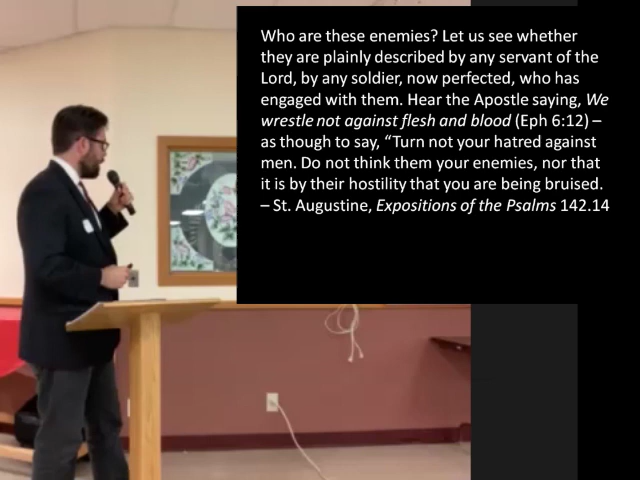 Who are these enemies? Let us see whether
they are plainly described by any servant of the
Lord, by any soldier, now perfected, who has
engaged with them. Hear the Apostle saying, We
wrestle not against flesh and blood (Eph 6:12) –
as though to say, “Turn not your hatred against
men. Do not think them your enemies, nor that
it is by their hostility that you are being bruised.
– St. Augustine, Expositions of the Psalms 142.14